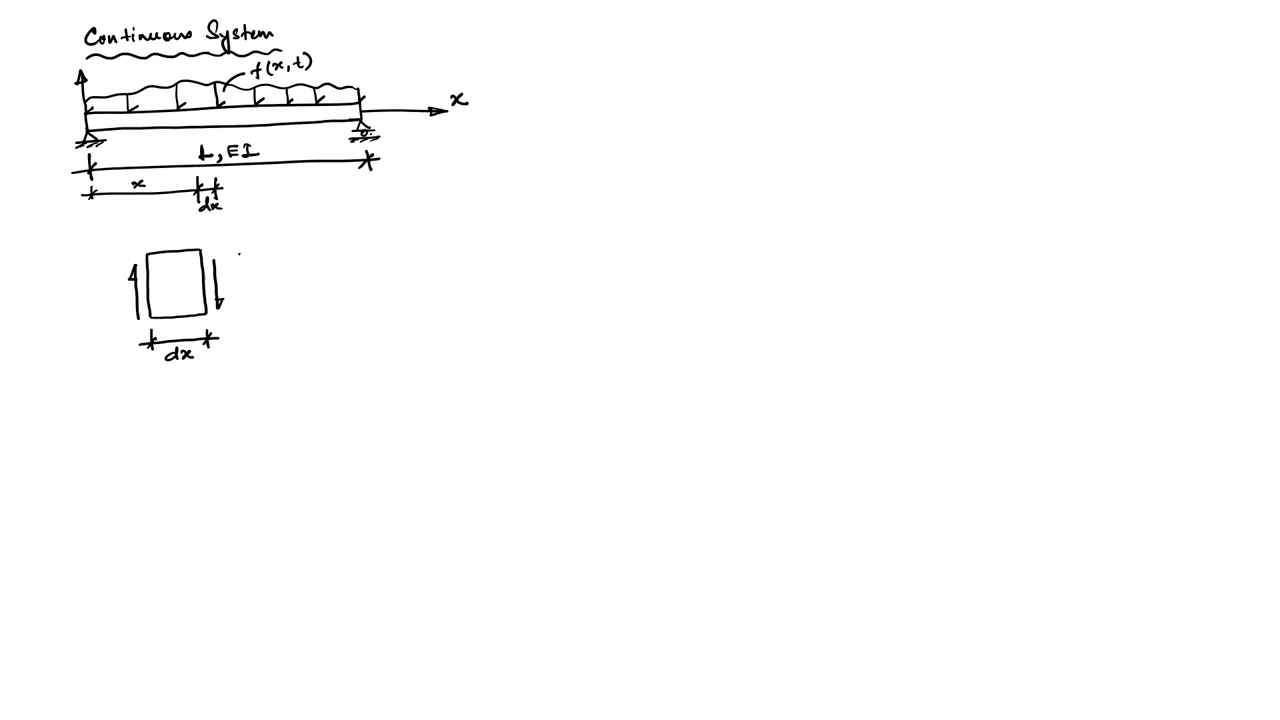 Continuous System
f(x,t)
x
L, EI
x
dx
dx